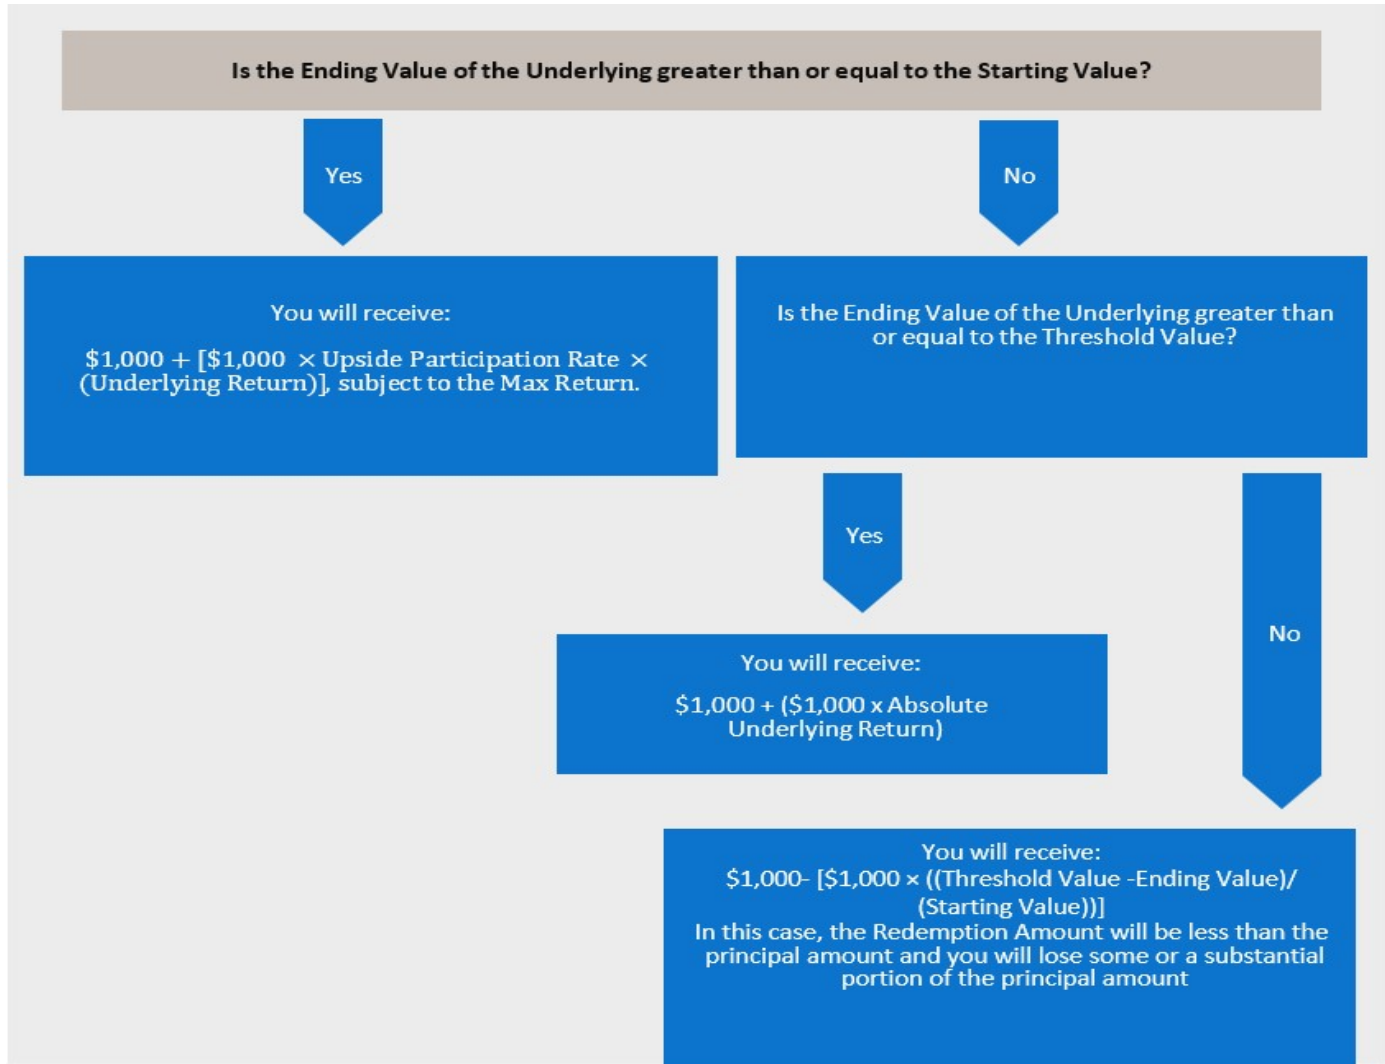 Is the Ending Value of the Underlying greater than or equal to the Starting Value?
Yes
No
You will receive:
$1,000 + [$1,000 × Upside Participation Rate ×
(Underlying Return)], subject to the Max Return.
Is the Ending Value of the Underlying greater than
or equal to the Threshold Value?
Yes
No
You will receive:
$1,000 + ($1,000 x Absolute
Underlying Return)
You will receive:
$1,000- [$1,000 × ((Threshold Value -Ending Value)/
(Starting Value))]
In this case, the Redemption Amount will be less than the
principal amount and you will lose some or a substantial
portion of the principal amount